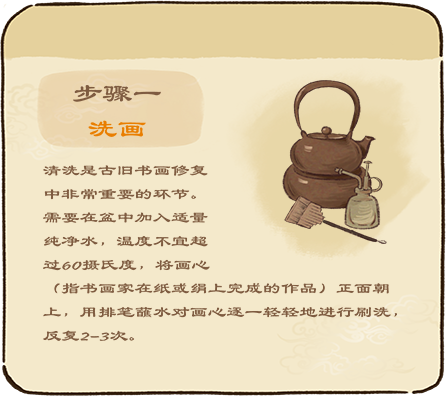 步骤一
洗画
清洗是古旧书画修复
中非常重要的环节。
需要在盆中加入适量
纯净水，温度不宜超
过60摄氏度，将画心
（指书画家在纸或绢上完成的作品）正面朝
上，用排笔蘸水对画心逐一轻轻地进行刷洗，
反复2-3次。